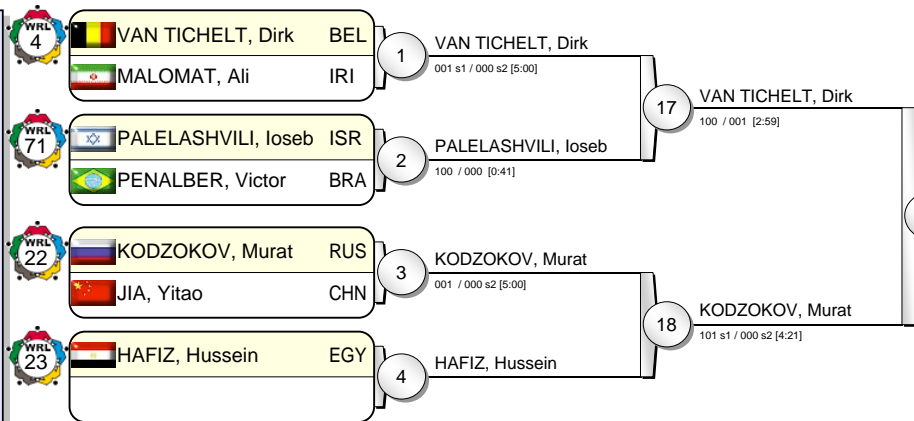 WRL
4
VAN TICHELT, Dirk BEL
MALOMAT, Ali IRI
1
VAN TICHELT, Dirk
001 s1 / 000 s2 [5:00]
17
VAN TICHELT, Dirk
100 / 001 [2:59]
WRL
71
PALELASHVILI, Ioseb ISR
PENALBER, Victor BRA
2
PALELASHVILI, Ioseb
100 / 000 [0:41]
WRL
22
KODZOKOV, Murat RUS
JIA, Yitao CHN
3
KODZOKOV, Murat
001 / 000 s2 [5:00]
18
KODZOKOV, Murat
101 s1 / 000 s2 [4:21]
WRL
23
HAFIZ, Hussein EGY
4
HAFIZ, Hussein